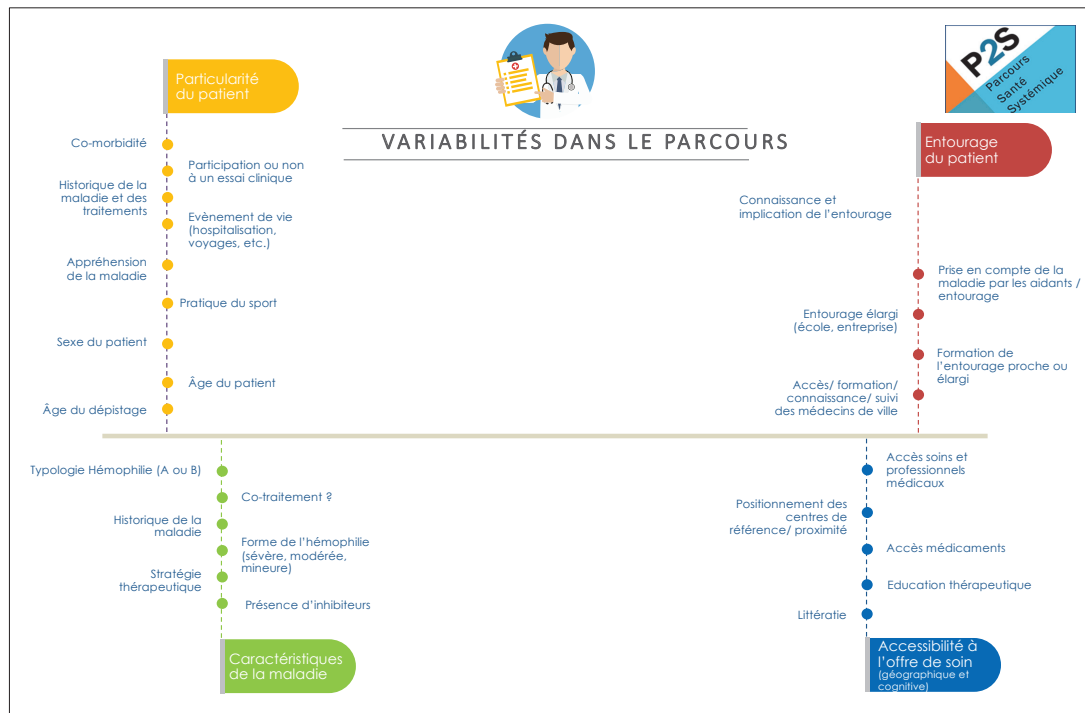 P2S
Parcours
Santé
Systémique
VARIABILITÉS DANS LE PARCOURS
Particularité
du patient
Co-morbidité
Participation ou non
à un essai clinique
Historique de la
maladie et des
traitements
Evènement de vie
(hospitalisation,
voyages, etc.)
Appréhension
de la maladie
Pratique du sport
Sexe du patient
Âge du patient
Âge du dépistage
Entourage
du patient
Connaissance et
implication de l'entourage
Prise en compte de la
maladie par les aidants /
entourage
Entourage élargi
(école, entreprise)
Formation de
l'entourage proche ou
élargi
Accès/ formation/
connaissance/ suivi
des médecins de ville
Typologie Hémophilie (A ou B)
Co-traitement ?
Historique de la
maladie
Forme de l'hémophilie
(sévère, modérée,
mineure)
Stratégie
thérapeutique
Présence d'inhibiteurs
Caractéristiques
de la maladie
Accès soins et
professionnels
médicaux
Positionnement des
centres de
référence/ proximité
Accès médicaments
Education thérapeutique
Littératie
Accessibilité à
l'offre de soin
(géographique et
cognitive)